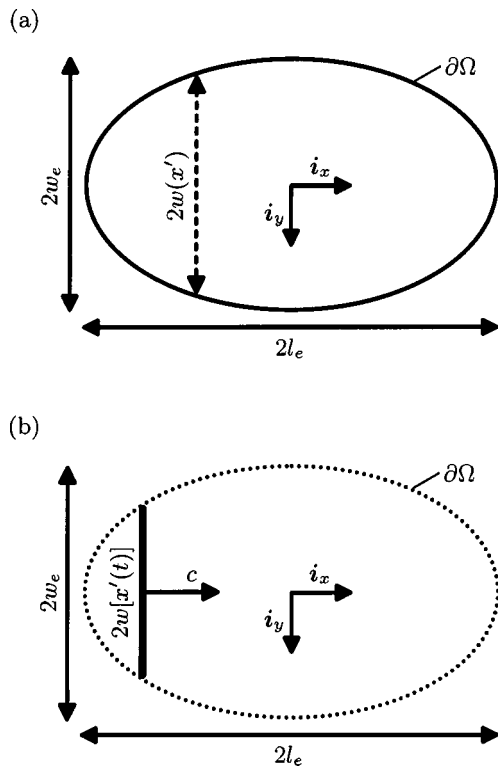 (a)
∂Ω
2w_e
2w(x′)
i_x
i_y
2l_e
(b)
∂Ω
2w_e
2w[x′(t)]
c
i_x
i_y
2l_e